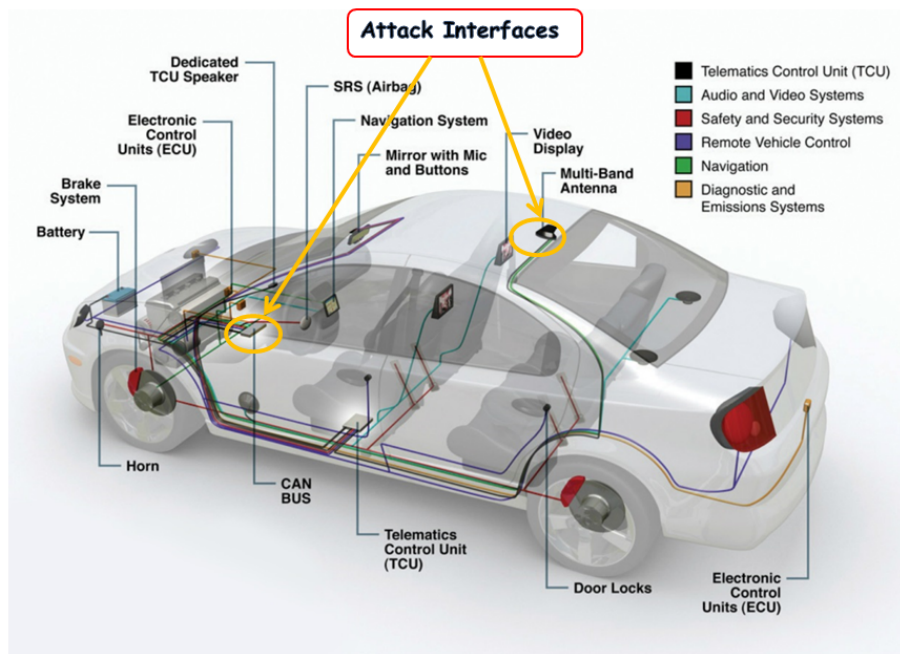 Attack Interfaces
Dedicated
TCU Speaker
SRS (Airbag)
Electronic
Control
Units (ECU)
Navigation System
Mirror with Mic
and Buttons
Video
Display
Multi-Band
Antenna
Brake
System
Battery
Telematics Control Unit (TCU)
Audio and Video Systems
Safety and Security Systems
Remote Vehicle Control
Navigation
Diagnostic and
Emissions Systems
Horn
CAN
BUS
Telematics
Control Unit
(TCU)
Door Locks
Electronic
Control
Units (ECU)